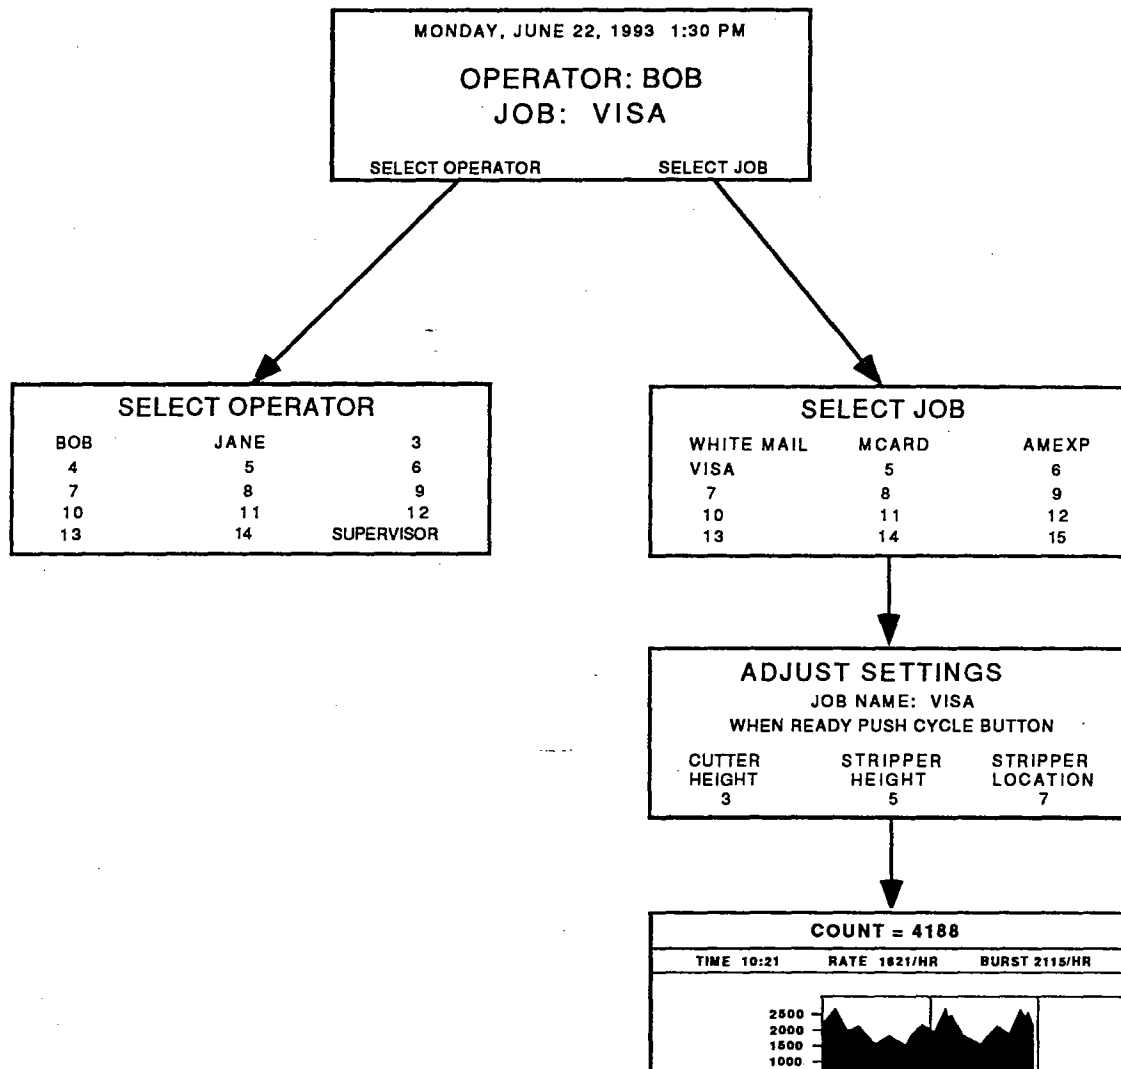 MONDAY, JUNE 22, 1993 1:30 PM
OPERATOR: BOB
JOB: VISA
SELECT OPERATOR SELECT JOB
SELECT OPERATOR
BOB JANE 3
4 5 6
7 8 9
10 11 12
13 14 SUPERVISOR
SELECT JOB
WHITE MAIL MCARD AMEXP
VISA 5 6
7 8 9
10 11 12
13 14 15
ADJUST SETTINGS
JOB NAME: VISA
WHEN READY PUSH CYCLE BUTTON
CUTTER STRIPPER STRIPPER
HEIGHT HEIGHT LOCATION
3 5 7
COUNT = 4188
TIME 10:21 RATE 1621/HR BURST 2115/HR
2500
2000
1500
1000